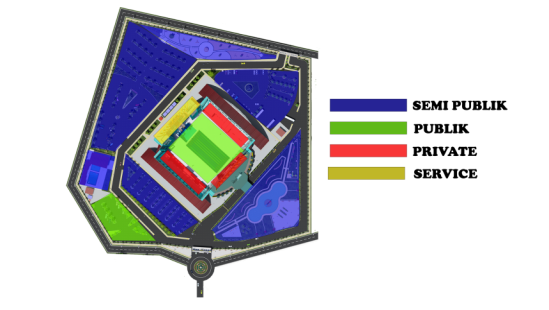 SEMI PUBLIK
PUBLIK
PRIVATE
SERVICE